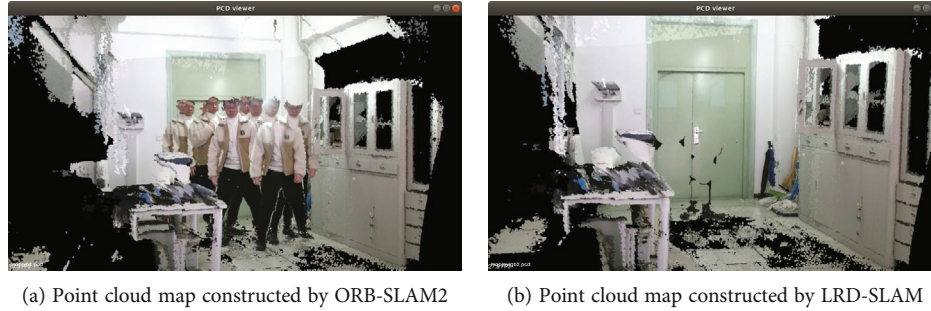 PCD viewer
PCD viewer
(a) Point cloud map constructed by ORB-SLAM2
(b) Point cloud map constructed by LRD-SLAM